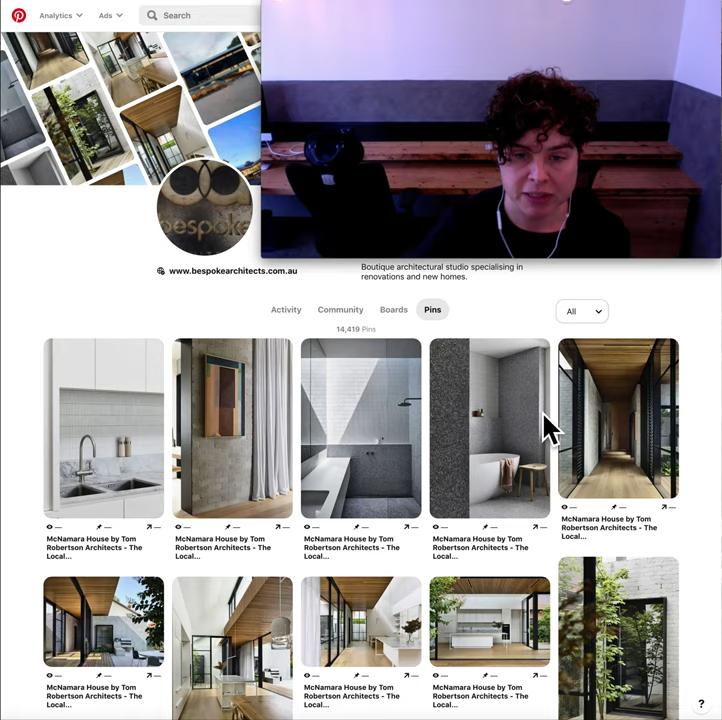 Analytics
Ads
Search
bespoke
www.bespokearchitects.com.au
Boutique architectural studio specialising in
renovations and new homes.
Activity
Community
Boards
Pins
All
14,419 Pins
McNamara House by Tom
Robertson Architects - The
Local...
McNamara House by Tom
Robertson Architects - The
Local...
McNamara House by Tom
Robertson Architects - The
Local...
McNamara House by Tom
Robertson Architects - The
Local...
McNamara House by Tom
Robertson Architects - The
Local...
McNamara House by Tom
Robertson Architects - The
Local...
McNamara House by Tom
Robertson Architects - The
Local...
McNamara House by Tom
Robertson Architects - The
Local...
McNamara House by Tom
Robertson Architects - The
Local...
?